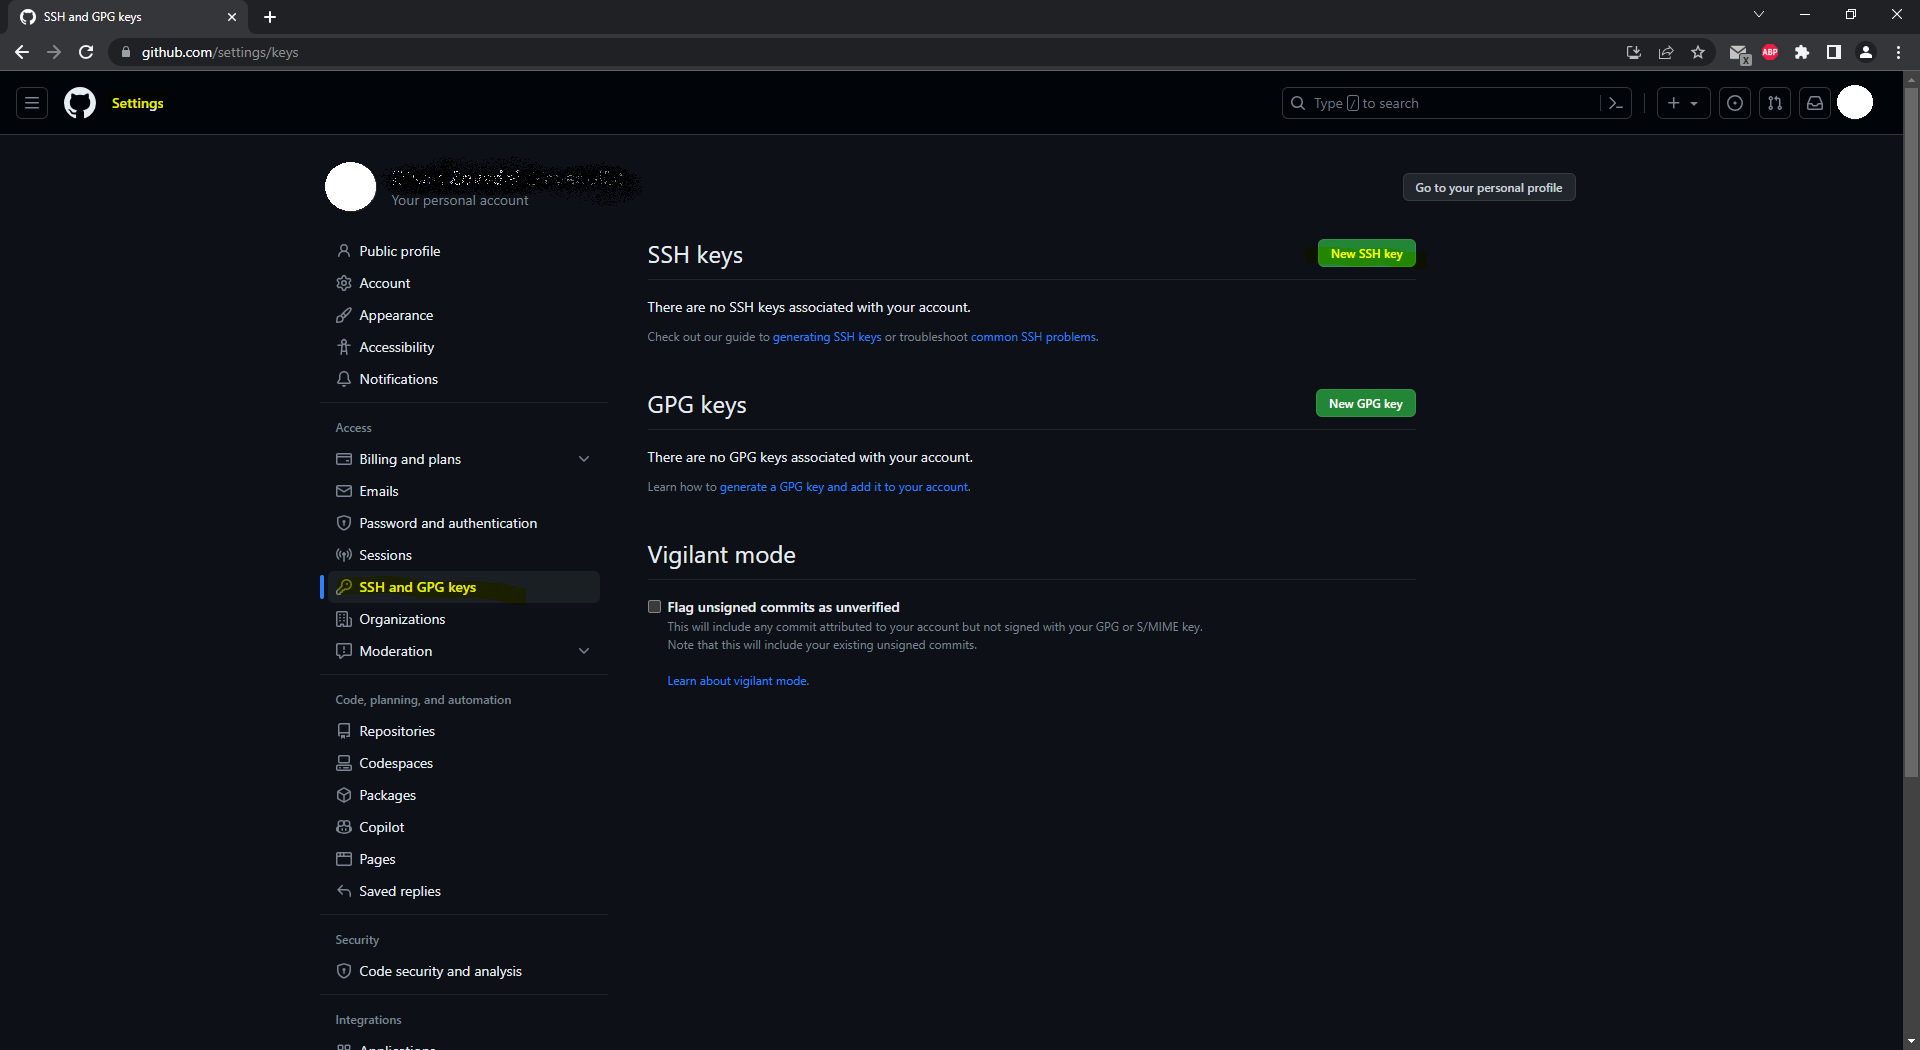 SSH and GPG keys
github.com/settings/keys
ABP
X
Settings
Type / to search
Your personal account
Go to your personal profile
Public profile
Account
Appearance
Accessibility
Notifications
Access
Billing and plans
Emails
Password and authentication
Sessions
SSH and GPG keys
Organizations
Moderation
Code, planning, and automation
Repositories
Codespaces
Packages
Copilot
Pages
Saved replies
Security
Code security and analysis
Integrations
Applications
SSH keys
New SSH key
There are no SSH keys associated with your account.
Check out our guide to generating SSH keys or troubleshoot common SSH problems.
GPG keys
New GPG key
There are no GPG keys associated with your account.
Learn how to generate a GPG key and add it to your account.
Vigilant mode
Flag unsigned commits as unverified
This will include any commit attributed to your account but not signed with your GPG or S/MIME key.
Note that this will include your existing unsigned commits.
Learn about vigilant mode.